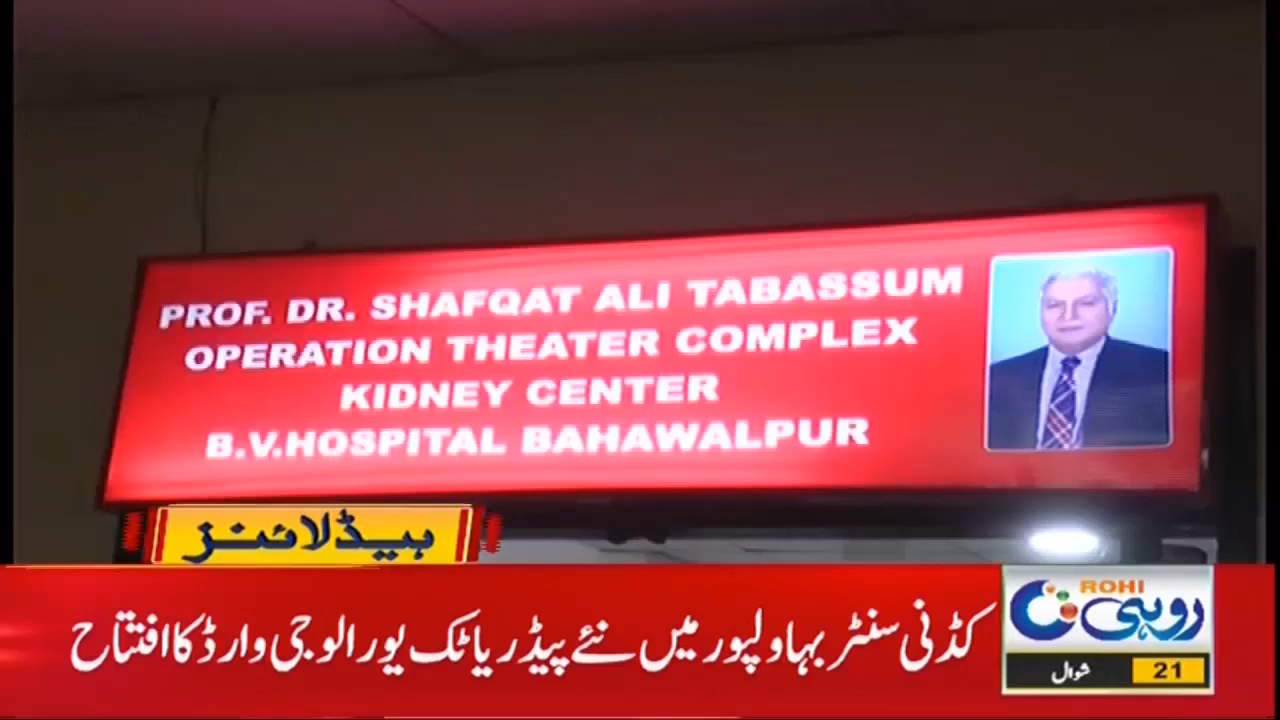 PROF. DR. SHAFQAT ALI TABASSUM
OPERATION THEATER COMPLEX
KIDNEY CENTER
B.V.HOSPITAL BAHAWALPUR
ہیڈلائنز
کڈنی سنٹر بہاولپور میں نئے پیڈریاٹک یورالوجی وارڈ کا افتتاح
ROHI
روہی
شوال 21